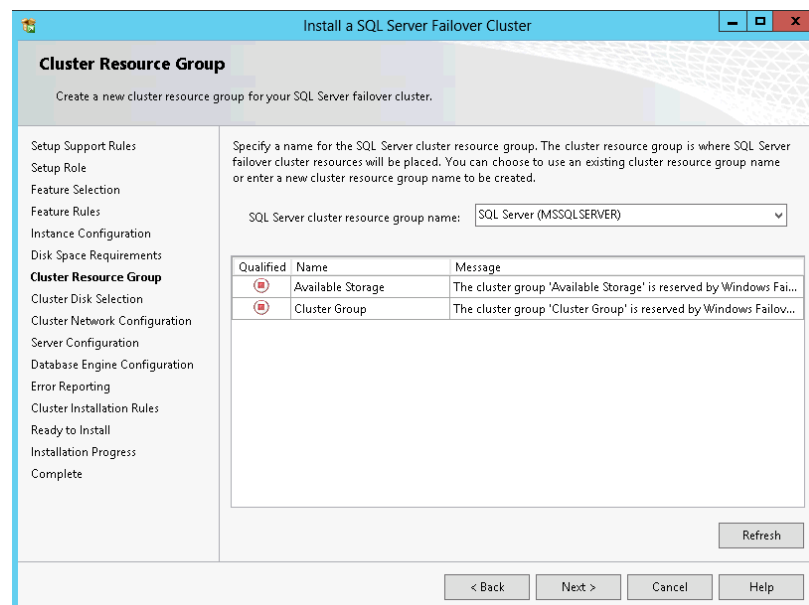 Install a SQL Server Failover Cluster
Cluster Resource Group
Create a new cluster resource group for your SQL Server failover cluster.
Setup Support Rules
Setup Role
Feature Selection
Feature Rules
Instance Configuration
Disk Space Requirements
Cluster Resource Group
Cluster Disk Selection
Cluster Network Configuration
Server Configuration
Database Engine Configuration
Error Reporting
Cluster Installation Rules
Ready to Install
Installation Progress
Complete
Specify a name for the SQL Server cluster resource group. The cluster resource group is where SQL Server
failover cluster resources will be placed. You can choose to use an existing cluster resource group name
or enter a new cluster resource group name to be created.
SQL Server cluster resource group name: SQL Server (MSSQLSERVER)
Qualified Name Message
Available Storage The cluster group 'Available Storage' is reserved by Windows Fai...
Cluster Group The cluster group 'Cluster Group' is reserved by Windows Failov...
Refresh
< Back Next > Cancel Help